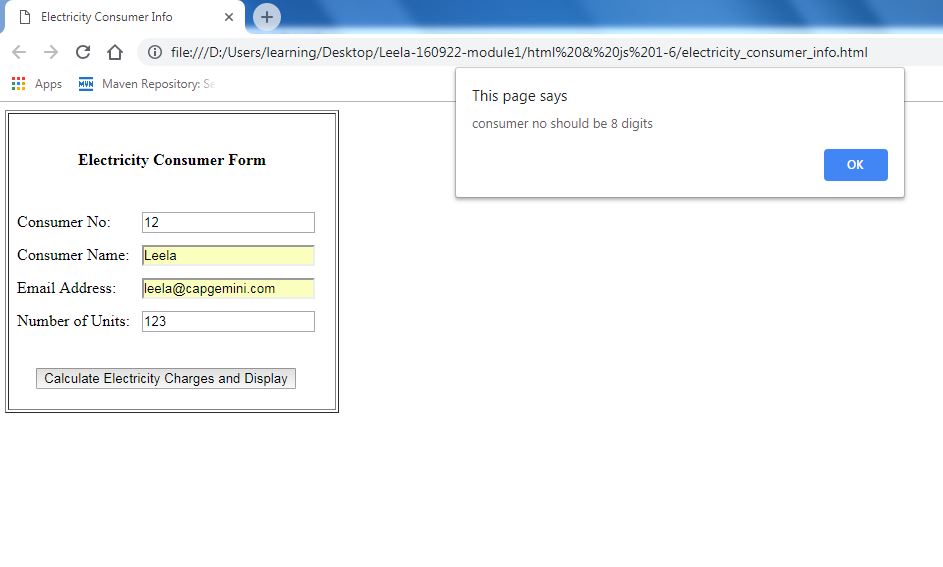 Electricity Consumer Info
file:///D:/Users/learning/Desktop/Leela-160922-module1/html%20&%20js%201-6/electricity_consumer_info.html
Apps
Maven Repository:
This page says
consumer no should be 8 digits
OK
Electricity Consumer Form
Consumer No: 12
Consumer Name: Leela
Email Address: leela@capgemini.com
Number of Units: 123
Calculate Electricity Charges and Display